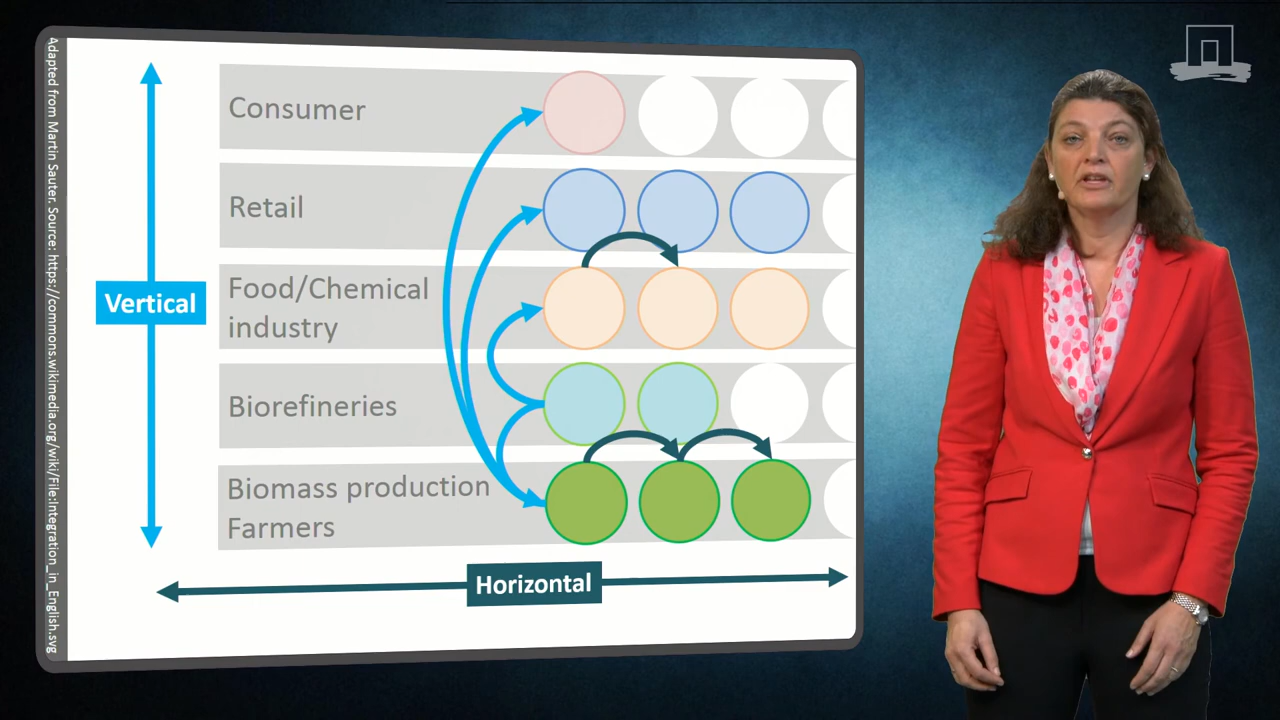 Adapted from Martin Sauter. Source: https://commons.wikimedia.org/wiki/File:Integration_in_English.svg
Consumer
Retail
Vertical
Food/Chemical
industry
Biorefineries
Biomass production
Farmers
Horizontal